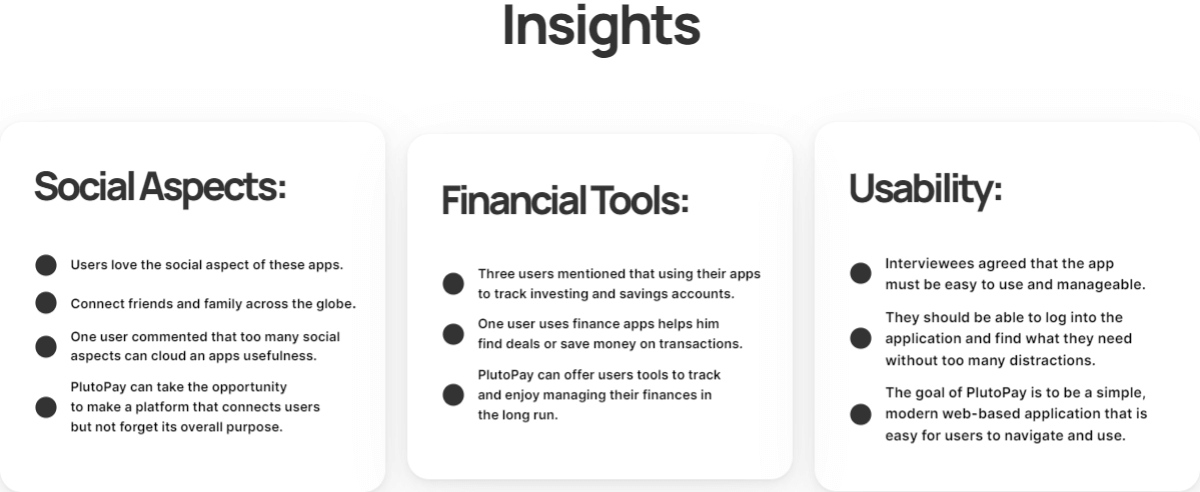 Insights
Social Aspects:
Users love the social aspect of these apps.
Connect friends and family across the globe.
One user commented that too many social
aspects can cloud an apps usefulness.
PlutoPay can take the opportunity
to make a platform that connects users
but not forget its overall purpose.
Financial Tools:
Three users mentioned that using their apps
to track investing and savings accounts.
One user uses finance apps helps him
find deals or save money on transactions.
PlutoPay can offer users tools to track
and enjoy managing their finances in
the long run.
Usability:
Interviewees agreed that the app
must be easy to use and manageable.
They should be able to log into the
application and find what they need
without too many distractions.
The goal of PlutoPay is to be a simple,
modern web-based application that is
easy for users to navigate and use.